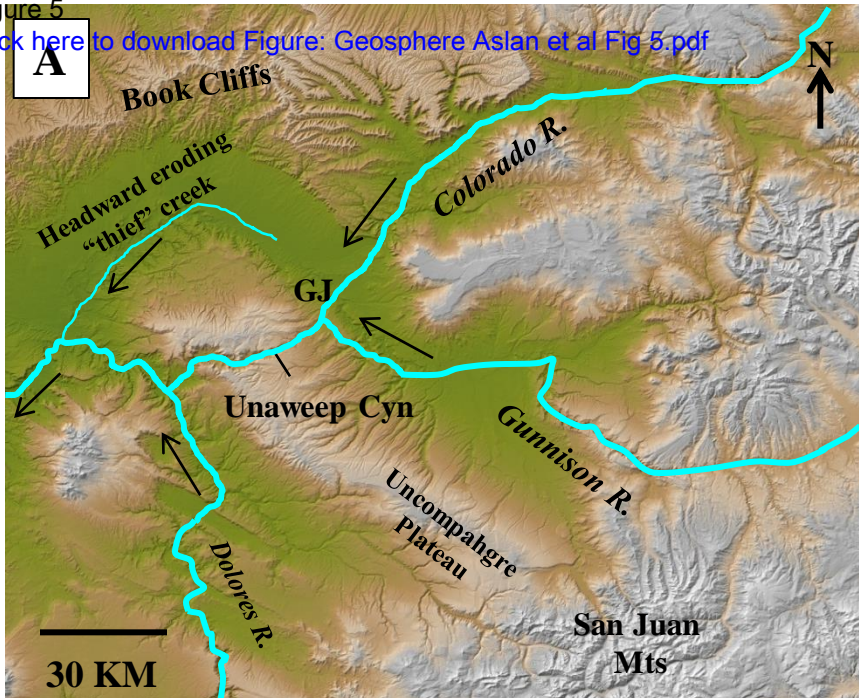 gure 5
ck here to download Figure: Geosphere Aslan et al Fig 5.pdf
A
N
Book Cliffs
Colorado R.
Headward eroding
“thief” creek
GJ
Unaweep Cyn
Gunnison R.
Uncompahgre
Plateau
Dolores R.
San Juan
Mts
30 KM